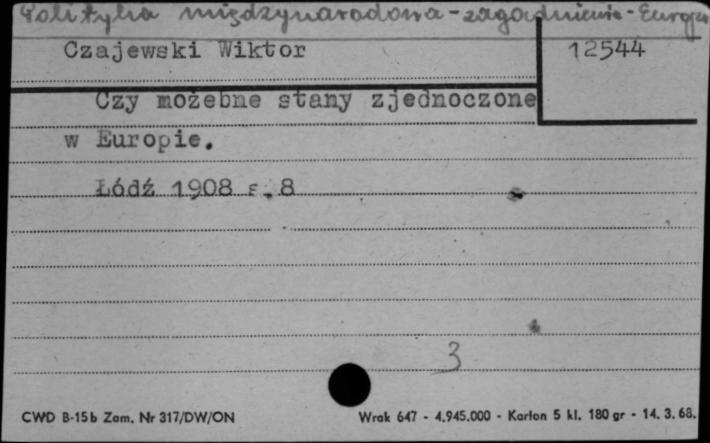 Polityka międzynarodowa - zagadnienia - Europa
Czajewski Wiktor
12544
Czy możebne stany zjednoczone
w Europie.
Łódź 1908 s. 8
3
CWD B-15b Zam. Nr 317/DW/ON
Wrak 647 - 4.945.000 - Karton 5 kl. 180 gr - 14. 3. 68.